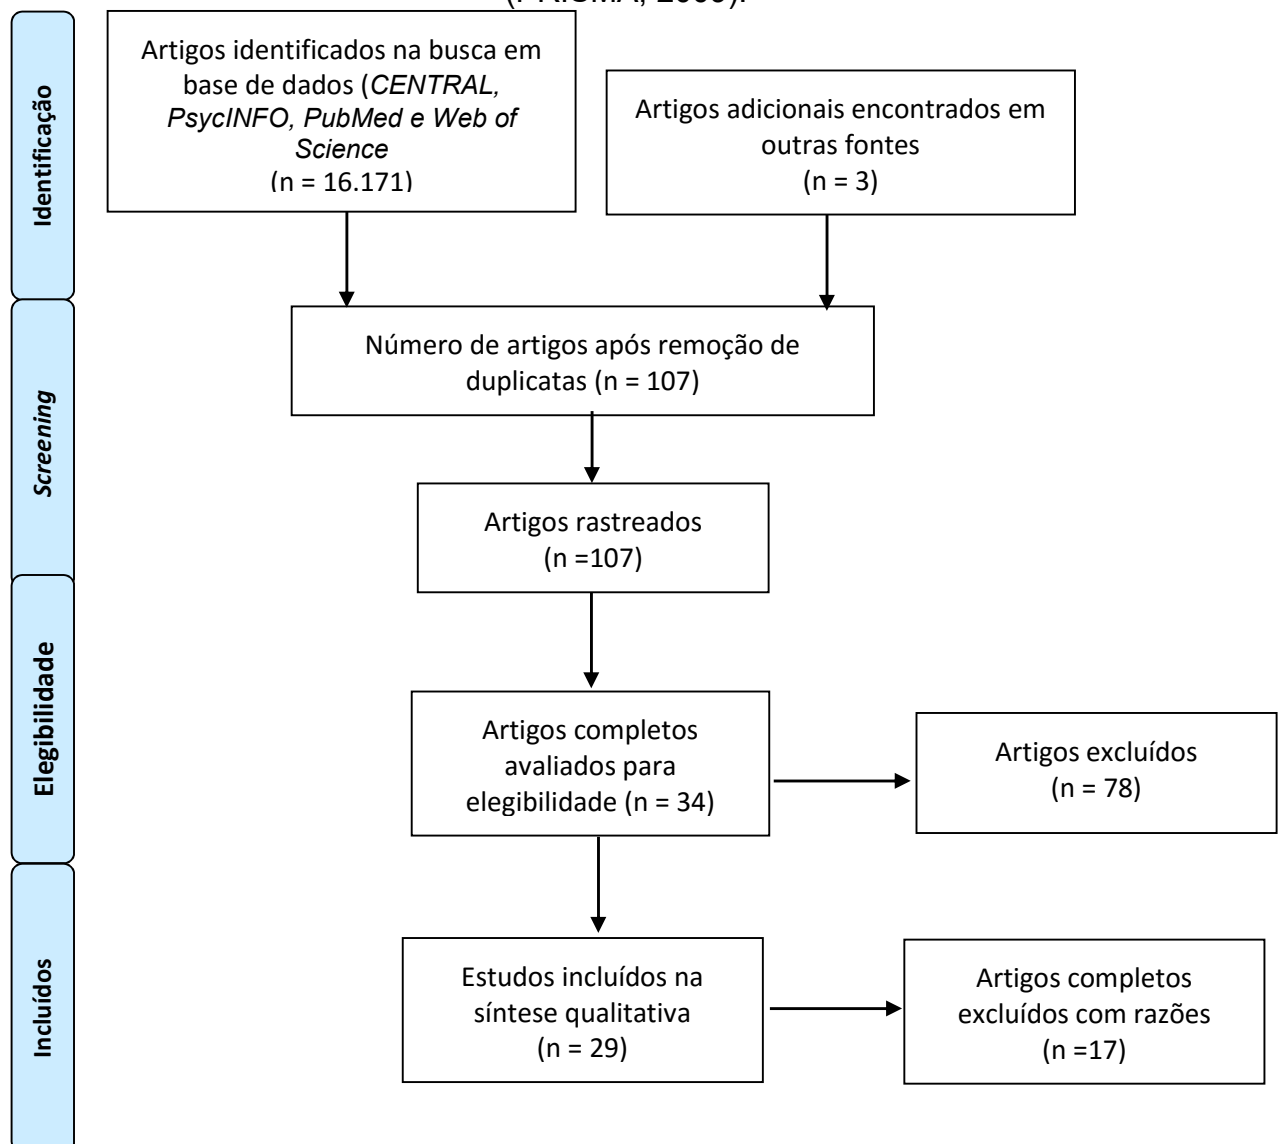 (PRISMA, 2009).
Identificação
Artigos identificados na busca em
base de dados (CENTRAL,
PsycINFO, PubMed e Web of
Science
(n = 16.171)
Artigos adicionais encontrados em
outras fontes
(n = 3)
Screening
Número de artigos após remoção de
duplicatas (n = 107)
Artigos rastreados
(n =107)
Elegibilidade
Artigos completos
avaliados para
elegibilidade (n = 34)
Artigos excluídos
(n = 78)
Incluídos
Estudos incluídos na
síntese qualitativa
(n = 29)
Artigos completos
excluídos com razões
(n =17)